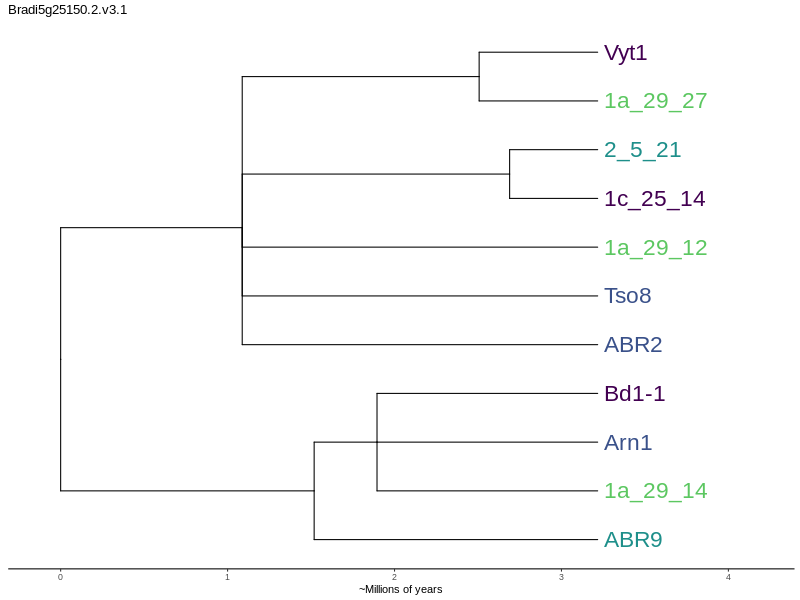 Bradi5g25150.2.v3.1
Vyt1
1a_29_27
2_5_21
1c_25_14
1a_29_12
Tso8
ABR2
Bd1-1
Arn1
1a_29_14
ABR9
0 1 2 3 4
~Millions of years